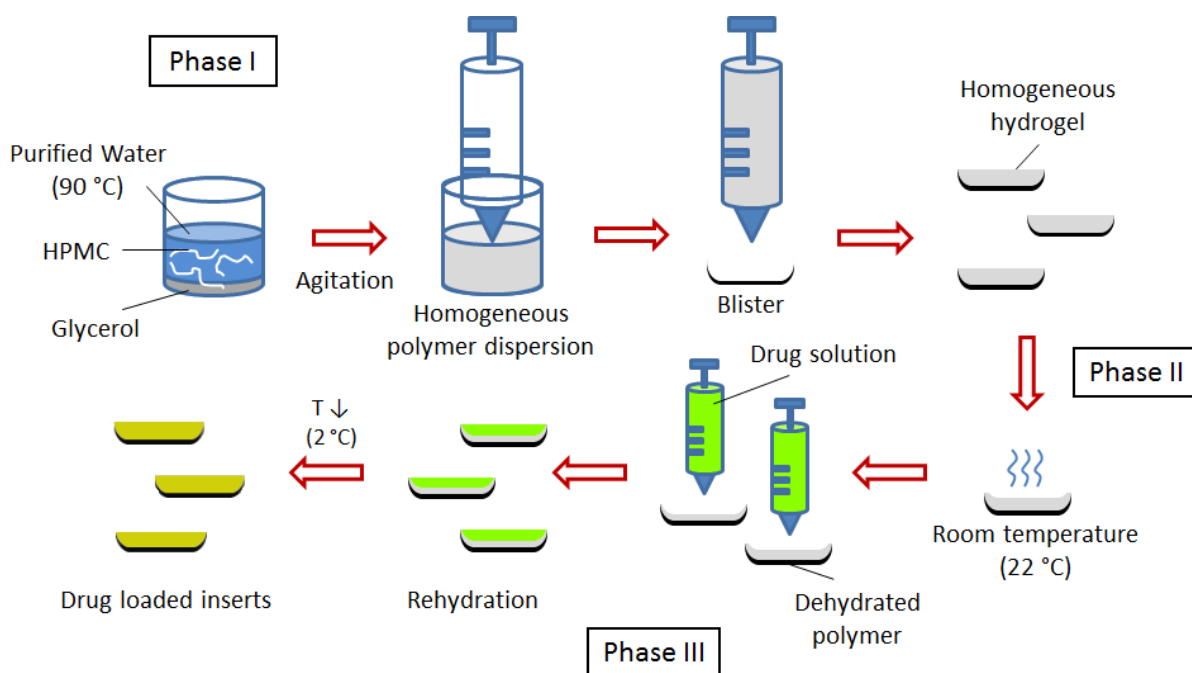 Phase I
Purified Water
(90 °C)
HPMC
Glycerol
Agitation
Homogeneous
polymer dispersion
Blister
Homogeneous
hydrogel
Phase II
Room temperature
(22 °C)
Drug solution
Dehydrated
polymer
Phase III
Rehydration
T ↓
(2 °C)
Drug loaded inserts